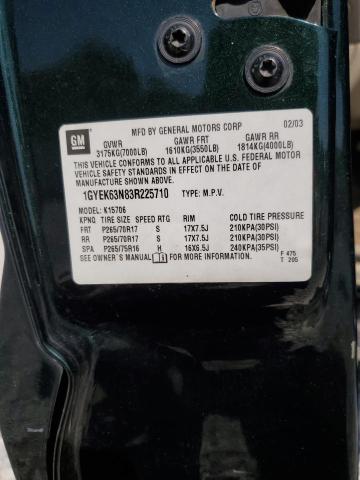 GM
MFD BY GENERAL MOTORS CORP 02/03
GVWR GAWR FRT GAWR RR
3175KG(7000LB) 1610KG(3550LB) 1814KG(4000LB)
THIS VEHICLE CONFORMS TO ALL APPLICABLE U.S. FEDERAL MOTOR
VEHICLE SAFETY STANDARDS IN EFFECT ON THE DATE OF
MANUFACTURE SHOWN ABOVE.
1GYEK63N83R225710 TYPE: M.P.V.
MODEL: K15706
KPNQ TIRE SIZE SPEED RTG RIM COLD TIRE PRESSURE
FRT P265/70R17 S 17X7.5J 210KPA(30PSI)
RR P265/70R17 S 17X7.5J 210KPA(30PSI)
SPA P265/75R16 H 16X6.5J 240KPA(35PSI)
SEE OWNER'S MANUAL FOR MORE INFORMATION. F 475
T 205